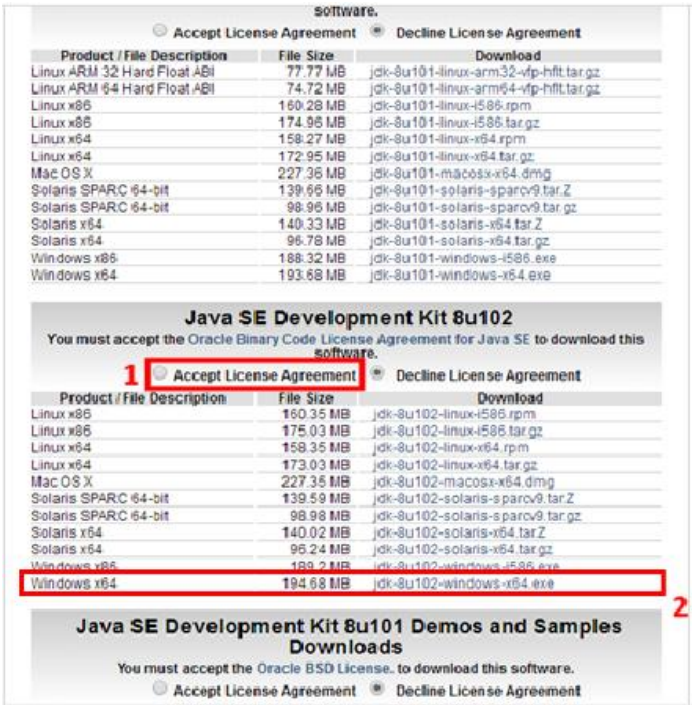 software.
Accept License Agreement Decline License Agreement
Product / File Description File Size Download
Linux ARM 32 Hard Float ABI 77.77 MB jdk-8u101-linux-arm32-vfp-hflt.tar.gz
Linux ARM 64 Hard Float ABI 74.72 MB jdk-8u101-linux-arm64-vfp-hflt.tar.gz
Linux x86 160.28 MB jdk-8u101-linux-i586.rpm
Linux x86 174.96 MB jdk-8u101-linux-i586.tar.gz
Linux x64 158.27 MB jdk-8u101-linux-x64.rpm
Linux x64 172.95 MB jdk-8u101-linux-x64.tar.gz
Mac OS X 227.36 MB jdk-8u101-macosx-x64.dmg
Solaris SPARC 64-bit 139.66 MB jdk-8u101-solaris-sparcv9.tar.Z
Solaris SPARC 64-bit 98.96 MB jdk-8u101-solaris-sparcv9.tar.gz
Solaris x64 140.33 MB jdk-8u101-solaris-x64.tar.Z
Solaris x64 96.78 MB jdk-8u101-solaris-x64.tar.gz
Windows x86 188.32 MB jdk-8u101-windows-i586.exe
Windows x64 193.68 MB jdk-8u101-windows-x64.exe
Java SE Development Kit 8u102
You must accept the Oracle Binary Code License Agreement for Java SE to download this
software.
1 Accept License Agreement Decline License Agreement
Product / File Description File Size Download
Linux x86 160.35 MB jdk-8u102-linux-i586.rpm
Linux x86 175.03 MB jdk-8u102-linux-i586.tar.gz
Linux x64 158.35 MB jdk-8u102-linux-x64.rpm
Linux x64 173.03 MB jdk-8u102-linux-x64.tar.gz
Mac OS X 227.35 MB jdk-8u102-macosx-x64.dmg
Solaris SPARC 64-bit 139.59 MB jdk-8u102-solaris-sparcv9.tar.Z
Solaris SPARC 64-bit 98.98 MB jdk-8u102-solaris-sparcv9.tar.gz
Solaris x64 140.02 MB jdk-8u102-solaris-x64.tar.Z
Solaris x64 96.24 MB jdk-8u102-solaris-x64.tar.gz
Windows x86 189.2 MB jdk-8u102-windows-i586.exe
Windows x64 194.68 MB jdk-8u102-windows-x64.exe
2
Java SE Development Kit 8u101 Demos and Samples
Downloads
You must accept the Oracle BSD License. to download this software.
Accept License Agreement Decline License Agreement